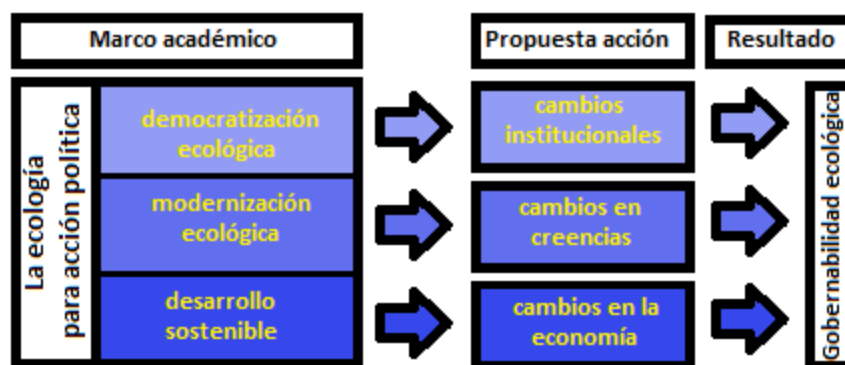 Marco académico
Propuesta acción
Resultado
La ecología
para acción política
democratización
ecológica
cambios
institucionales
modernización
ecológica
cambios en
creencias
desarrollo
sostenible
cambios en la
economía
Gobernabilidad ecológica